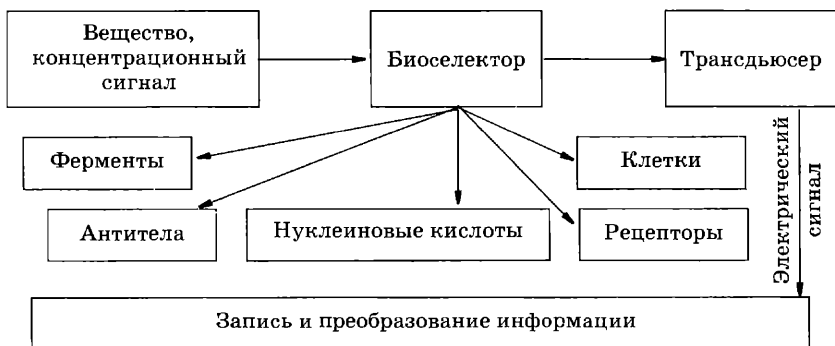 Вещество,
концентрационный
сигнал
Биоселектор
Трансдьюсер
Ферменты
Клетки
Антитела
Нуклеиновые кислоты
Рецепторы
Электрический
сигнал
Запись и преобразование информации